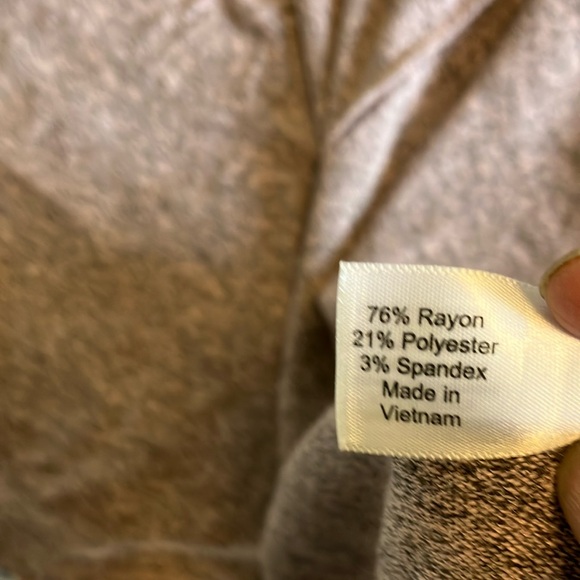 76% Rayon
21% Polyester
3% Spandex
Made in
Vietnam